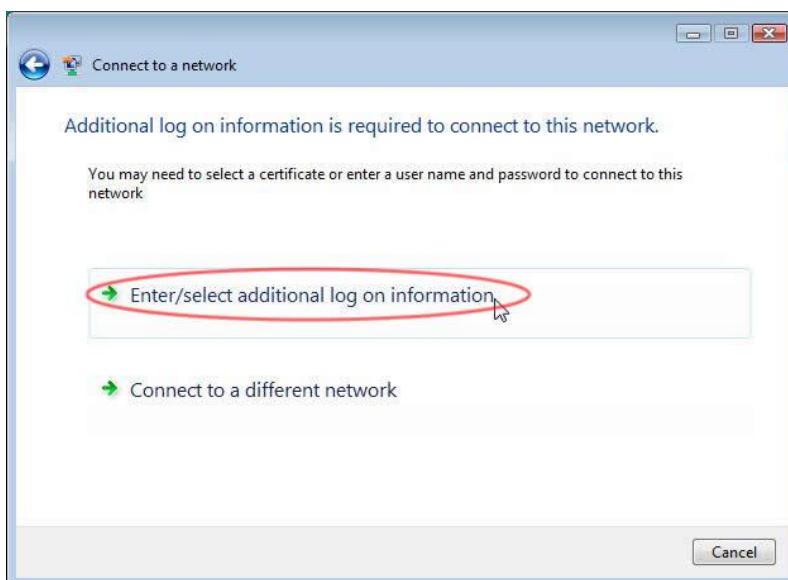 Connect to a network
Additional log on information is required to connect to this network.
You may need to select a certificate or enter a user name and password to connect to this
network
Enter/select additional log on information
Connect to a different network
Cancel